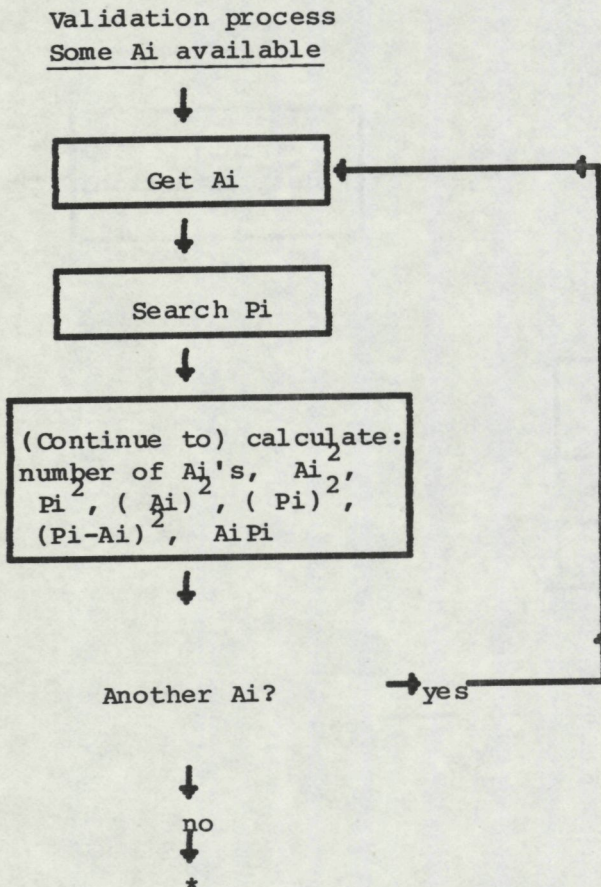 Validation process
Some Ai available
Get Ai
Search Pi
(Continue to) calculate:
number of Ai's, Ai²,
Pi², ( Ai)², ( Pi)²,
(Pi-Ai)², AiPi
Another Ai?
yes
no
*